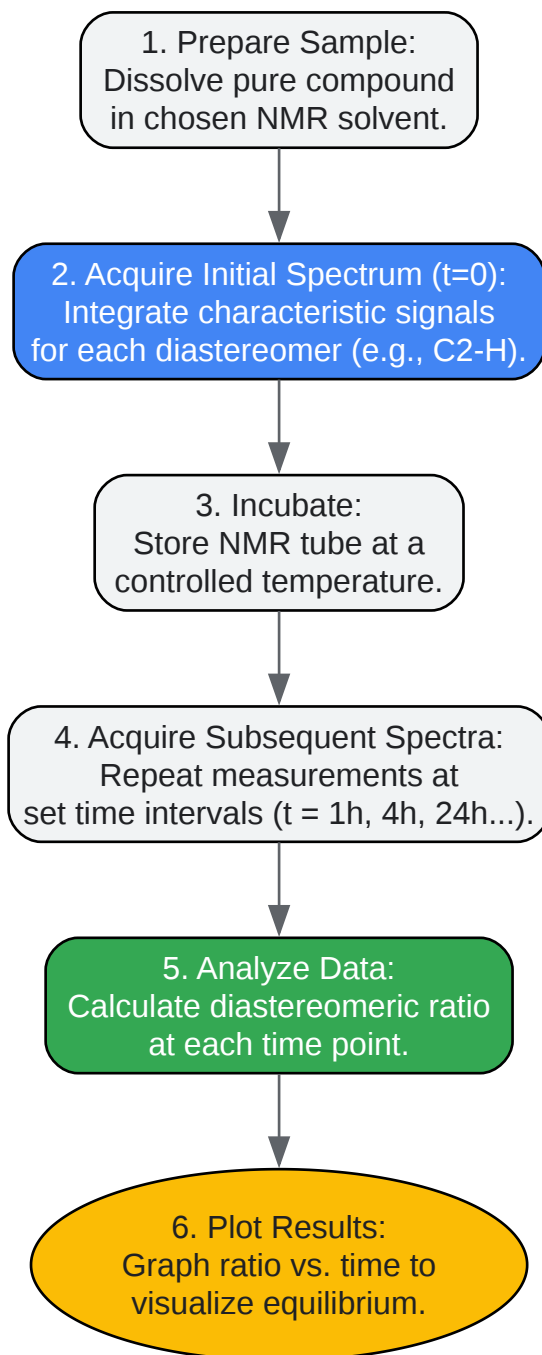 1. Prepare Sample:
Dissolve pure compound
in chosen NMR solvent.
2. Acquire Initial Spectrum (t=0):
Integrate characteristic signals
for each diastereomer (e.g., C2-H).
3. Incubate:
Store NMR tube at a
controlled temperature.
4. Acquire Subsequent Spectra:
Repeat measurements at
set time intervals (t = 1h, 4h, 24h...).
5. Analyze Data:
Calculate diastereomeric ratio
at each time point.
6. Plot Results:
Graph ratio vs. time to
visualize equilibrium.